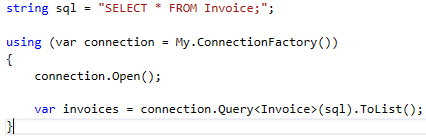 string sql = "SELECT * FROM Invoice;";
using (var connection = My.ConnectionFactory())
{
connection.Open();
var invoices = connection.Query<Invoice>(sql).ToList();
}